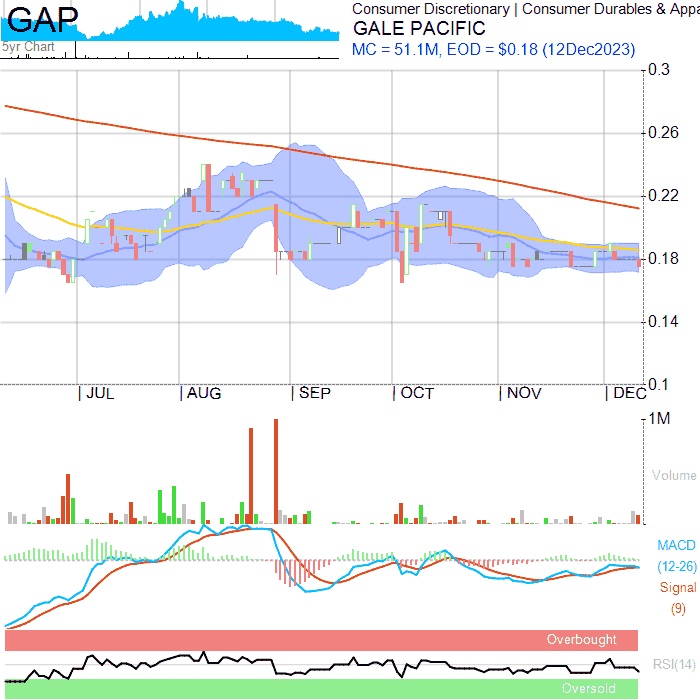 GAP
5yr Chart
Consumer Discretionary | Consumer Durables & Appa
GALE PACIFIC
MC = 51.1M, EOD = $0.18 (12Dec2023)
0.3
0.26
0.22
0.18
0.14
0.1
JUL
AUG
SEP
OCT
NOV
DEC
1M
Volume
MACD
(12-26)
Signal
(9)
Overbought
RSI(14)
Oversold